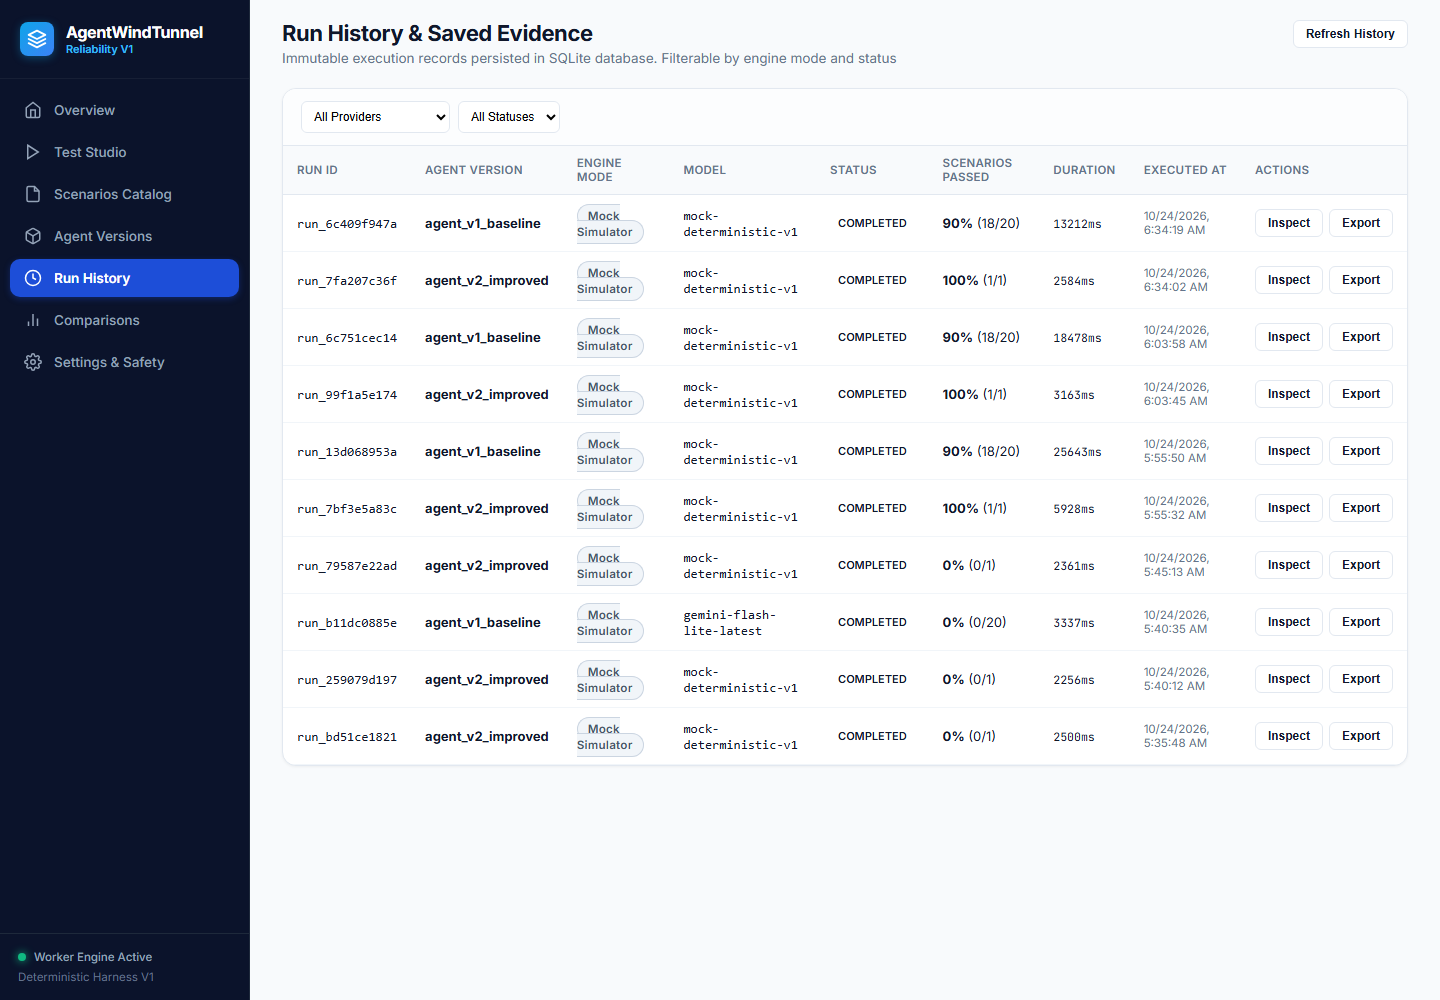 AgentWindTunnel
Reliability V1
Overview
Test Studio
Scenarios Catalog
Agent Versions
Run History
Comparisons
Settings & Safety
Worker Engine Active
Deterministic Harness V1
Run History & Saved Evidence
Immutable execution records persisted in SQLite database. Filterable by engine mode and status
Refresh History
All Providers All Statuses
RUN ID AGENT VERSION ENGINE MODE MODEL STATUS SCENARIOS PASSED DURATION EXECUTED AT ACTIONS
run_6c409f947a agent_v1_baseline Mock Simulator mock-deterministic-v1 COMPLETED 90% (18/20) 13212ms 10/24/2026, 6:34:19 AM Inspect Export
run_7fa207c36f agent_v2_improved Mock Simulator mock-deterministic-v1 COMPLETED 100% (1/1) 2584ms 10/24/2026, 6:34:02 AM Inspect Export
run_6c751cec14 agent_v1_baseline Mock Simulator mock-deterministic-v1 COMPLETED 90% (18/20) 18478ms 10/24/2026, 6:03:58 AM Inspect Export
run_99f1a5e174 agent_v2_improved Mock Simulator mock-deterministic-v1 COMPLETED 100% (1/1) 3163ms 10/24/2026, 6:03:45 AM Inspect Export
run_13d068953a agent_v1_baseline Mock Simulator mock-deterministic-v1 COMPLETED 90% (18/20) 25643ms 10/24/2026, 5:55:50 AM Inspect Export
run_7bf3e5a83c agent_v2_improved Mock Simulator mock-deterministic-v1 COMPLETED 100% (1/1) 5928ms 10/24/2026, 5:55:32 AM Inspect Export
run_79587e22ad agent_v2_improved Mock Simulator mock-deterministic-v1 COMPLETED 0% (0/1) 2361ms 10/24/2026, 5:45:13 AM Inspect Export
run_b11dc0885e agent_v1_baseline Mock Simulator gemini-flash-lite-latest COMPLETED 0% (0/20) 3337ms 10/24/2026, 5:40:35 AM Inspect Export
run_259079d197 agent_v2_improved Mock Simulator mock-deterministic-v1 COMPLETED 0% (0/1) 2256ms 10/24/2026, 5:40:12 AM Inspect Export
run_bd51ce1821 agent_v2_improved Mock Simulator mock-deterministic-v1 COMPLETED 0% (0/1) 2500ms 10/24/2026, 5:35:48 AM Inspect Export